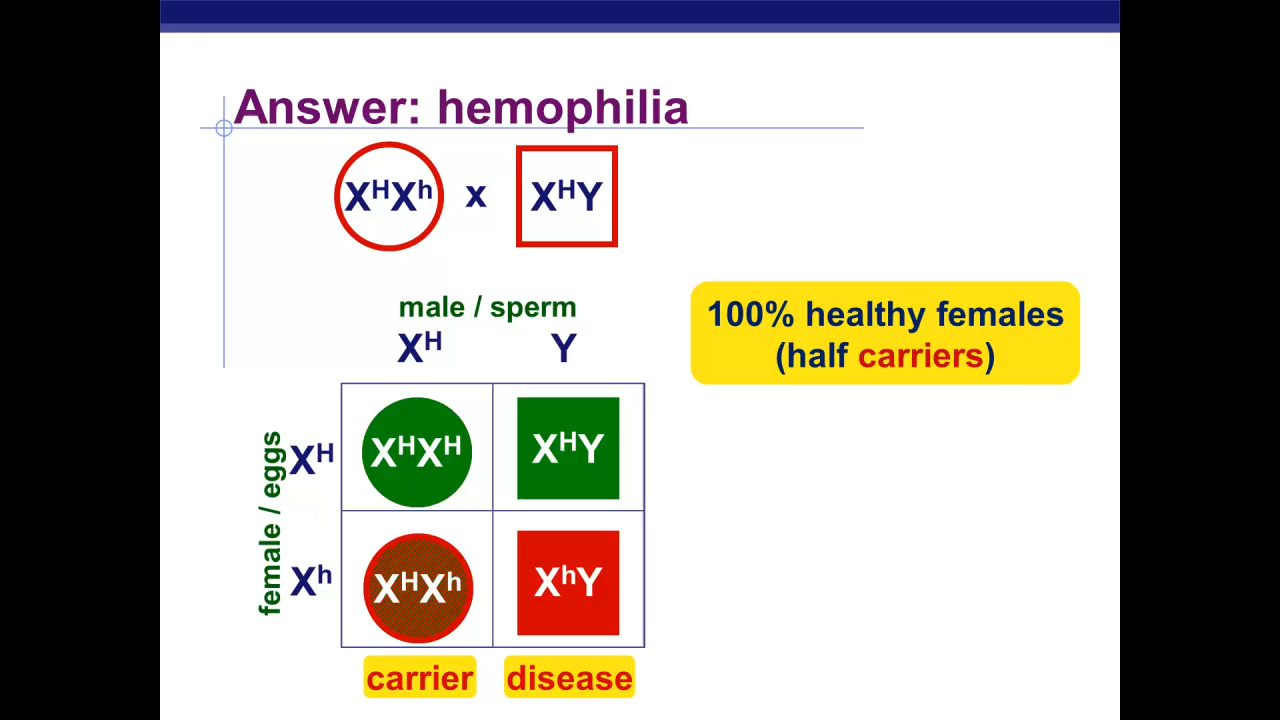 Answer: hemophilia
XᴴXʰ x XᴴY
male / sperm
Xᴴ Y
100% healthy females
(half carriers)
female / eggs
Xᴴ XᴴXᴴ XᴴY
Xʰ XᴴXʰ XʰY
carrier disease